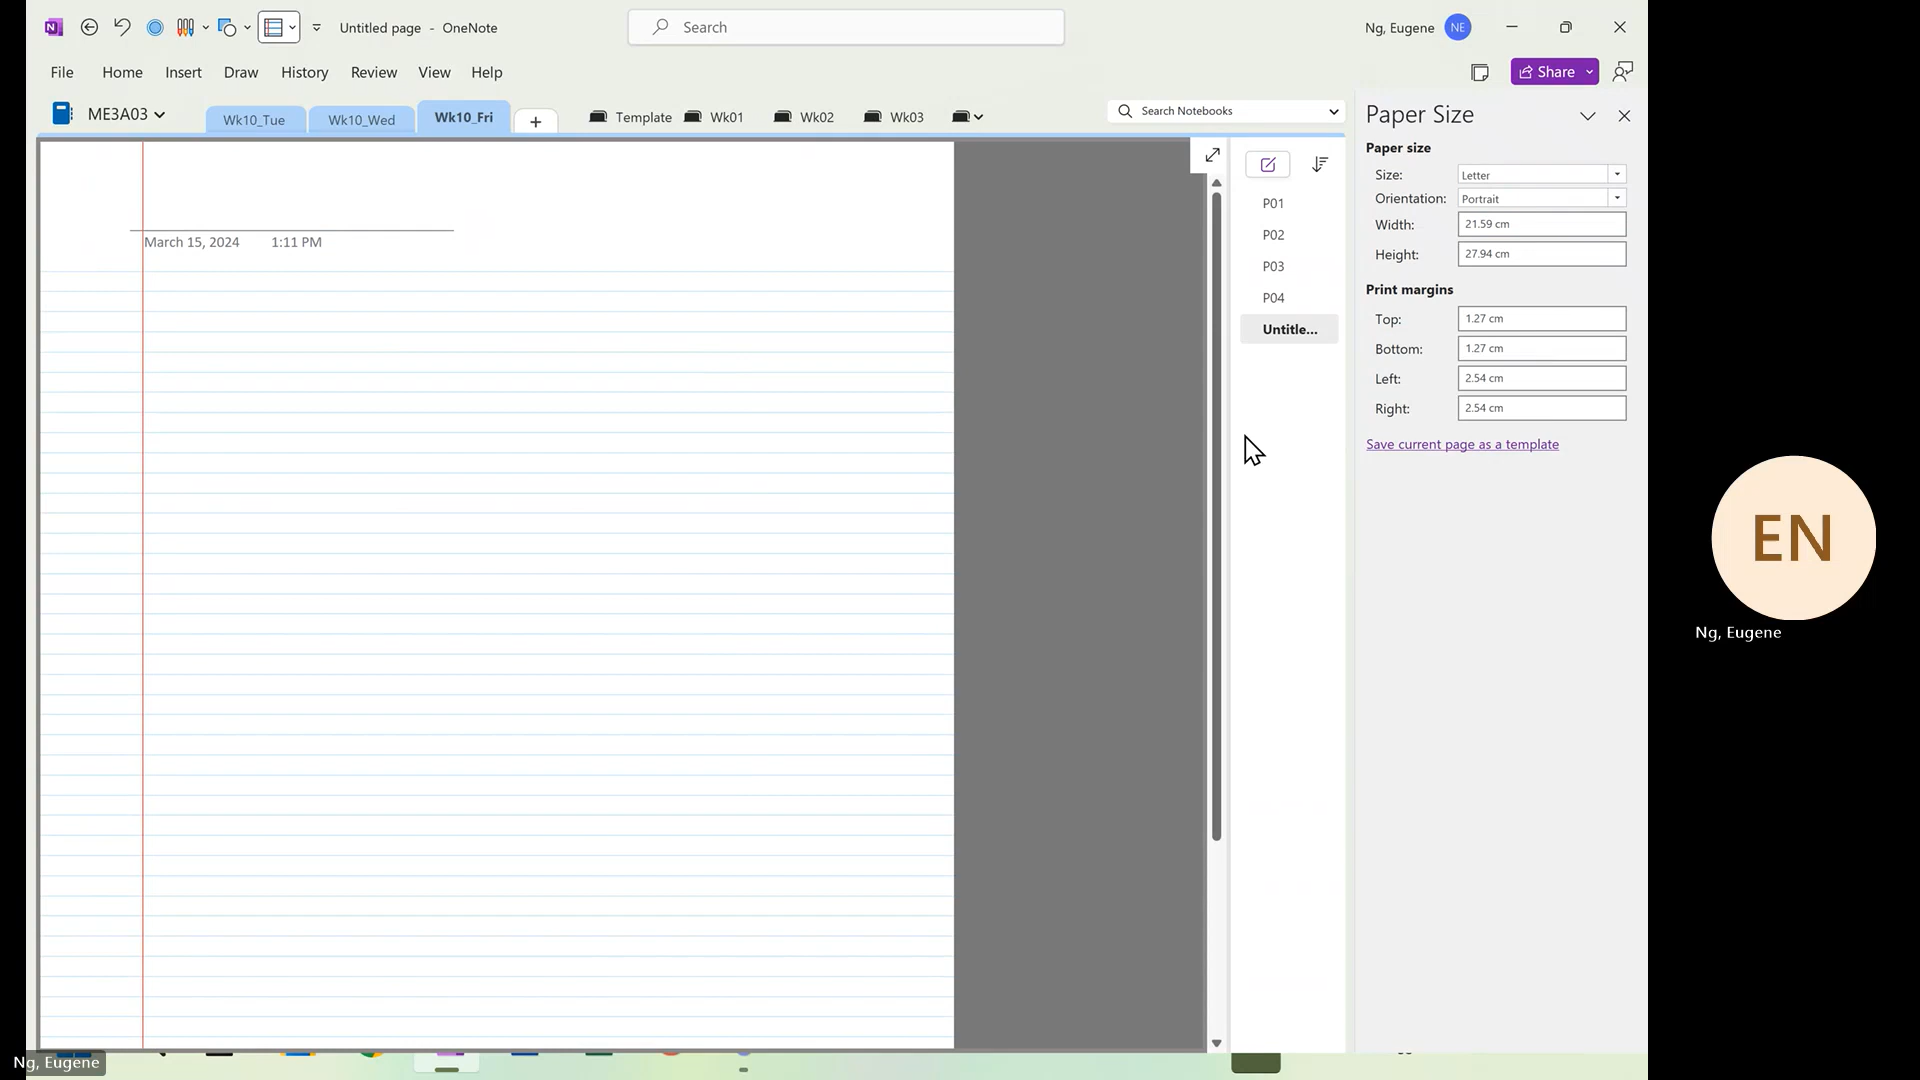 Untitled page - OneNote
Search
Ng, Eugene
NE
File
Home
Insert
Draw
History
Review
View
Help
Share
ME3A03
Wk10_Tue
Wk10_Wed
Wk10_Fri
Template
Wk01
Wk02
Wk03
Search Notebooks
March 15, 2024 1:11 PM
P01
P02
P03
P04
Untitle...
Paper Size
Paper size
Size: Letter
Orientation: Portrait
Width: 21.59 cm
Height: 27.94 cm
Print margins
Top: 1.27 cm
Bottom: 1.27 cm
Left: 2.54 cm
Right: 2.54 cm
Save current page as a template
EN
Ng, Eugene
Ng, Eugene